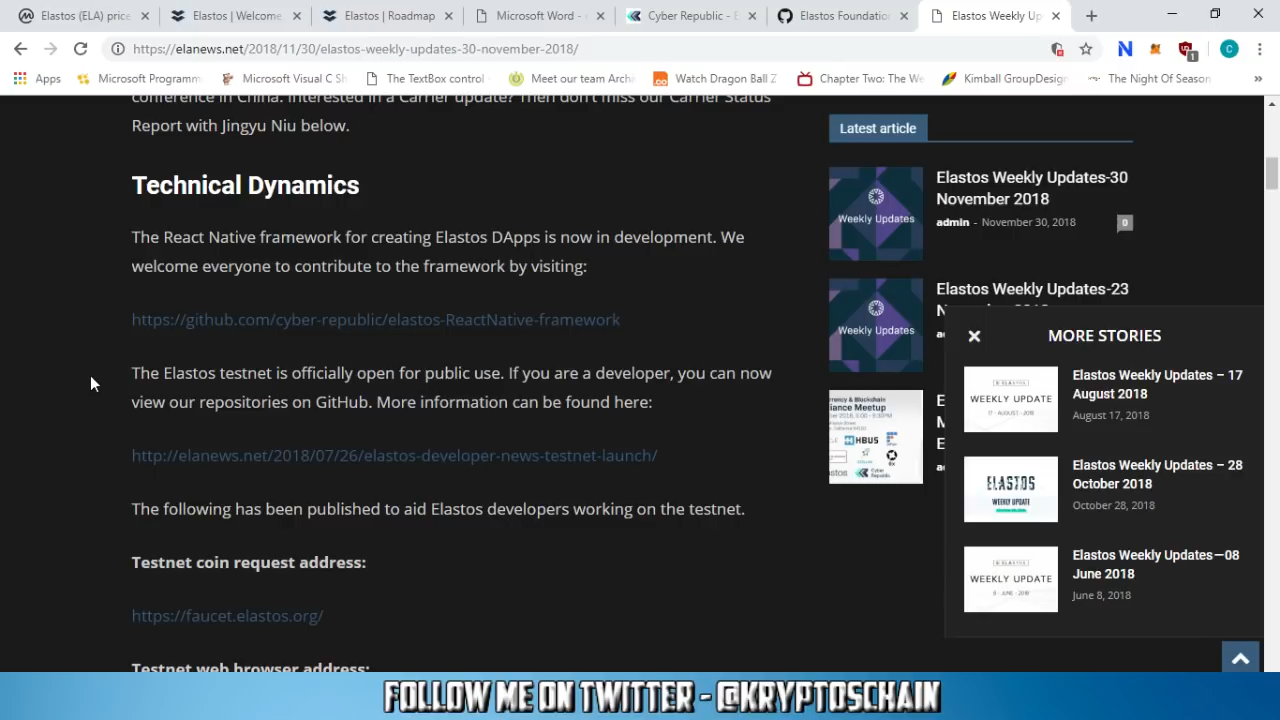 Elastos (ELA) price
Elastos | Welcome
Elastos | Roadmap
Microsoft Word -
Cyber Republic - E
Elastos Foundation
Elastos Weekly Up
https://elanews.net/2018/11/30/elastos-weekly-updates-30-november-2018/
1
C
Apps
Microsoft Programm
Microsoft Visual C Sh
The TextBox control
Meet our team Arch
Watch Dragon Ball Z
Chapter Two: The We
Kimball GroupDesign
The Night Of Season
conference in China. Interested in a Carrier update? Then don't miss our Carrier Status
Report with Jingyu Niu below.
Technical Dynamics
The React Native framework for creating Elastos DApps is now in development. We
welcome everyone to contribute to the framework by visiting:
https://github.com/cyber-republic/elastos-ReactNative-framework
The Elastos testnet is officially open for public use. If you are a developer, you can now
view our repositories on GitHub. More information can be found here:
http://eanews.net/2018/07/26/elastos-developer-news-testnet-launch/
The following has been published to aid Elastos developers working on the testnet.
Testnet coin request address:
https://faucet.elastos.org/
Testnet web browser address:
Latest article
Weekly Updates
Elastos Weekly Updates-30
November 2018
admin - November 30, 2018
0
Weekly Updates
Elastos Weekly Updates-23
MORE STORIES
ELASTOS
WEEKLY UPDATE
Elastos Weekly Updates – 17
August 2018
August 17, 2018
ELASTOS
WEEKLY UPDATE
Elastos Weekly Updates – 28
October 2018
October 28, 2018
ELASTOS
WEEKLY UPDATE
Elastos Weekly Updates—08
June 2018
June 8, 2018
FOLLOW ME ON TWITTER - @KRYPTOSCHAIN